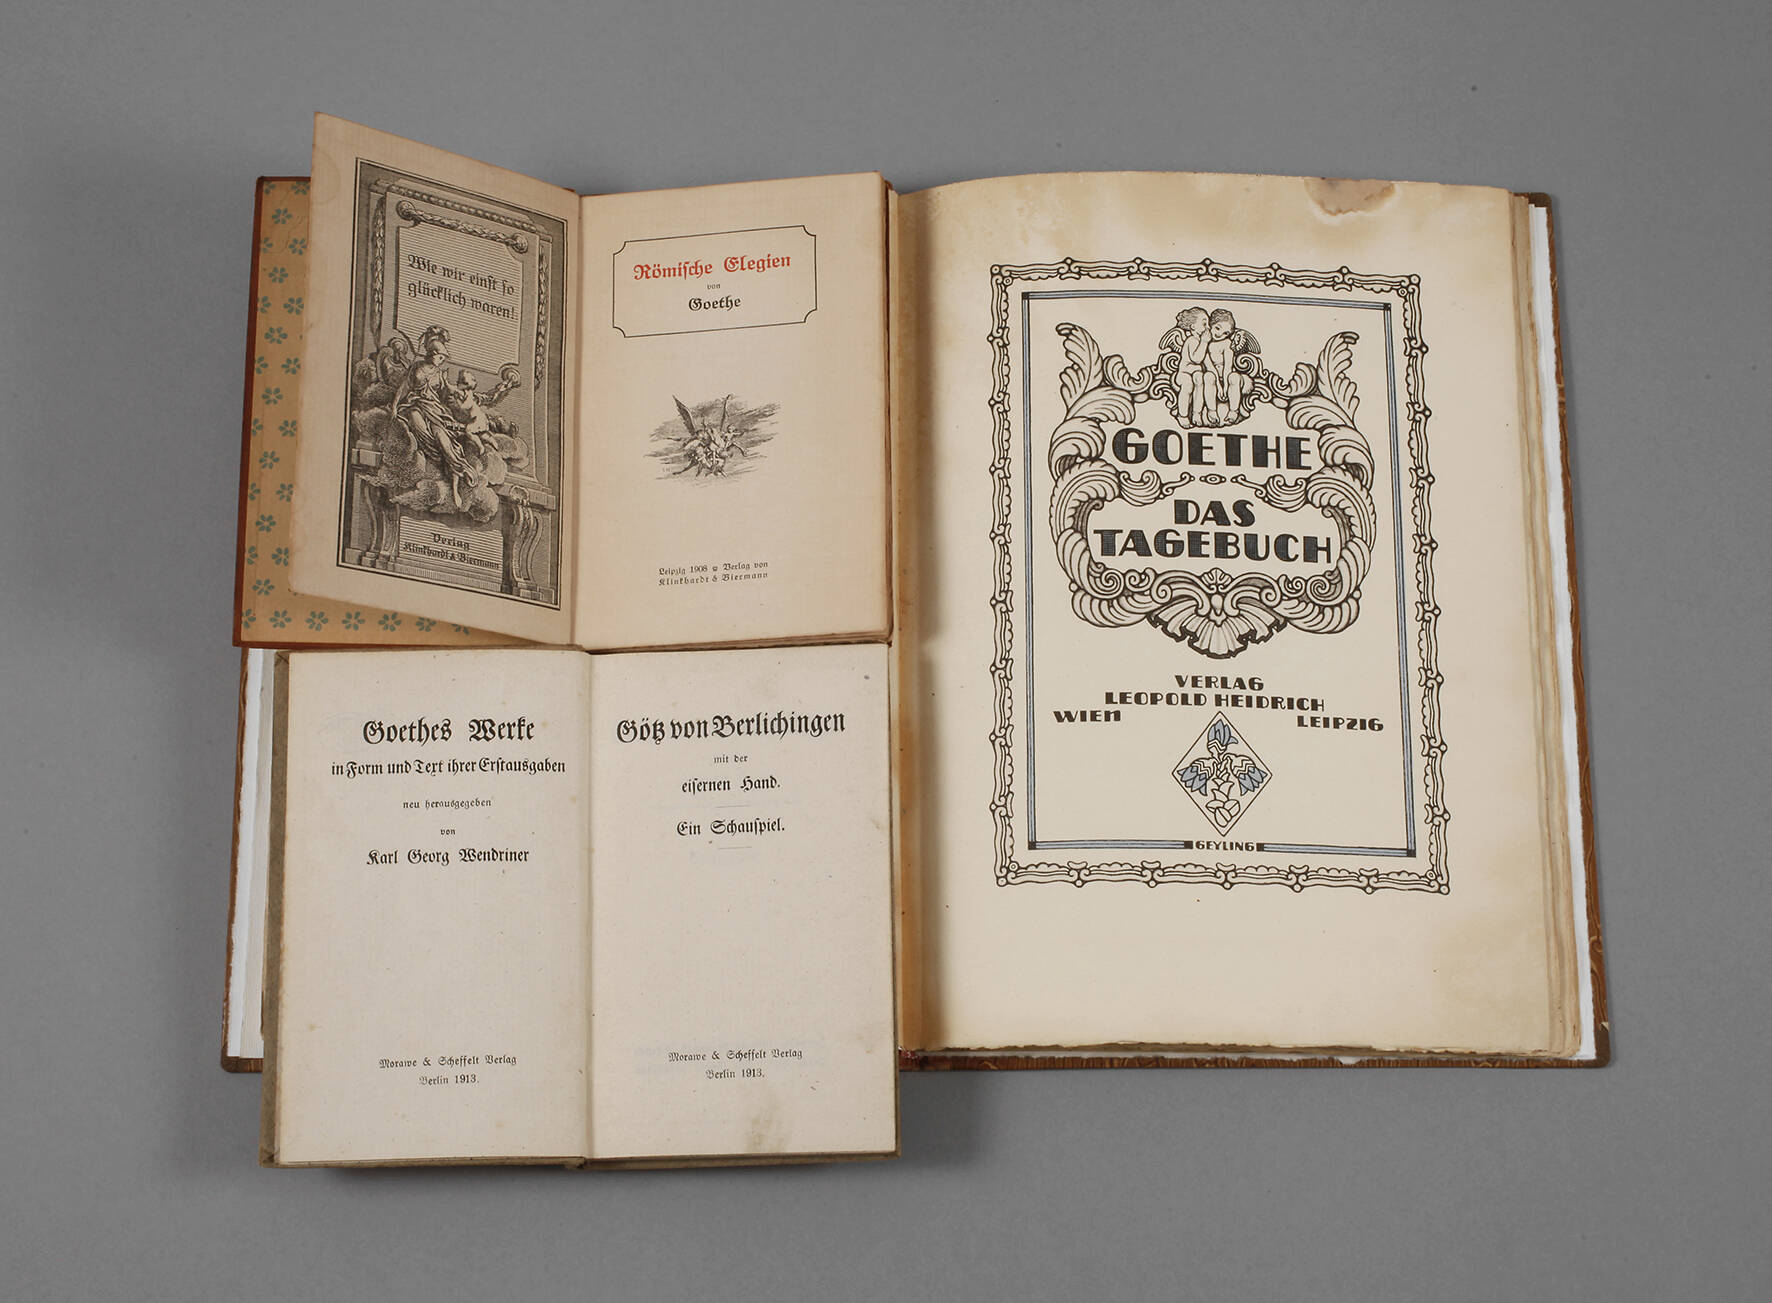 Wie wir einst so
glücklich waren!
Verlag
Klinkhardt & Biermann
Römische Elegien
von
Goethe
Leipzig 1908 Verlag von
Klinkhardt & Biermann
Goethes Werke
in Form und Text ihrer Erstausgaben
neu herausgegeben
von
Karl Georg Wendriner
Morawe & Scheffelt Verlag
Berlin 1913.
Götz von Berlichingen
mit der
eisernen Hand.
Ein Schauspiel.
Morawe & Scheffelt Verlag
Berlin 1913.
GOETHE
DAS
TAGEBUCH
VERLAG
LEOPOLD HEIDRICH
WIEN LEIPZIG
GEYLING